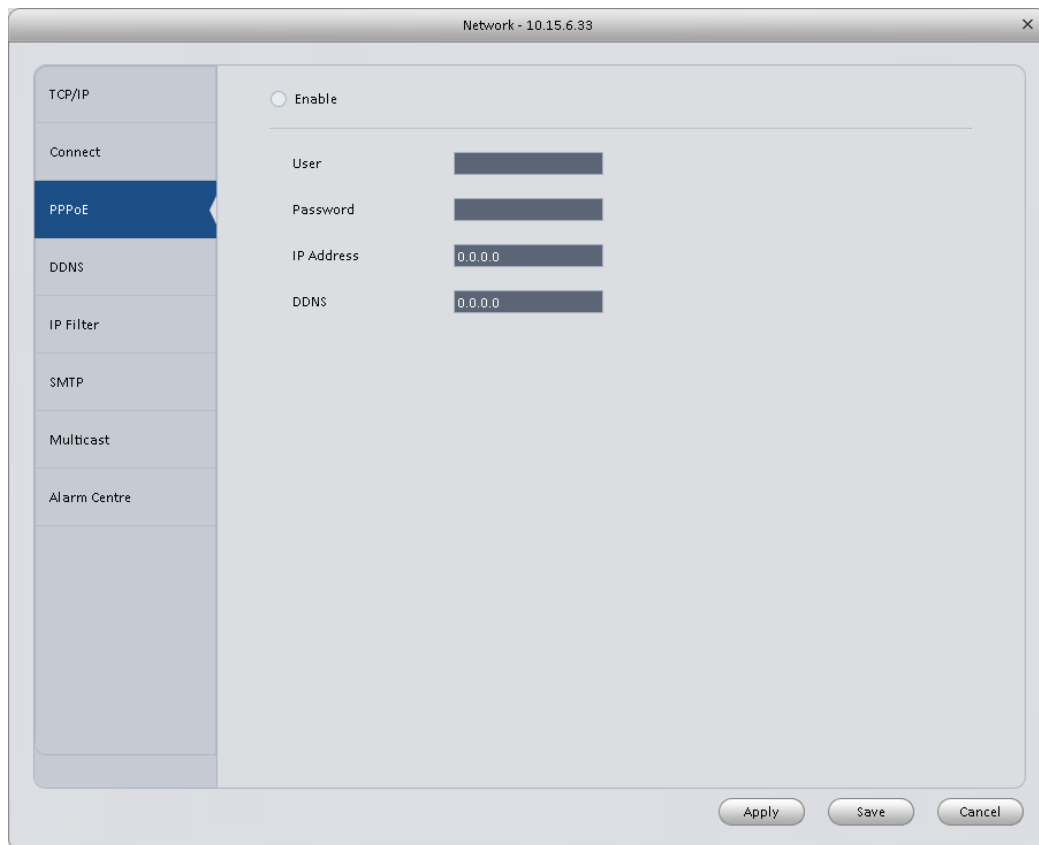 Network - 10.15.6.33
TCP/IP
Connect
PPPoE
DDNS
IP Filter
SMTP
Multicast
Alarm Centre
Enable
User
Password
IP Address 0.0.0.0
DDNS 0.0.0.0
Apply Save Cancel